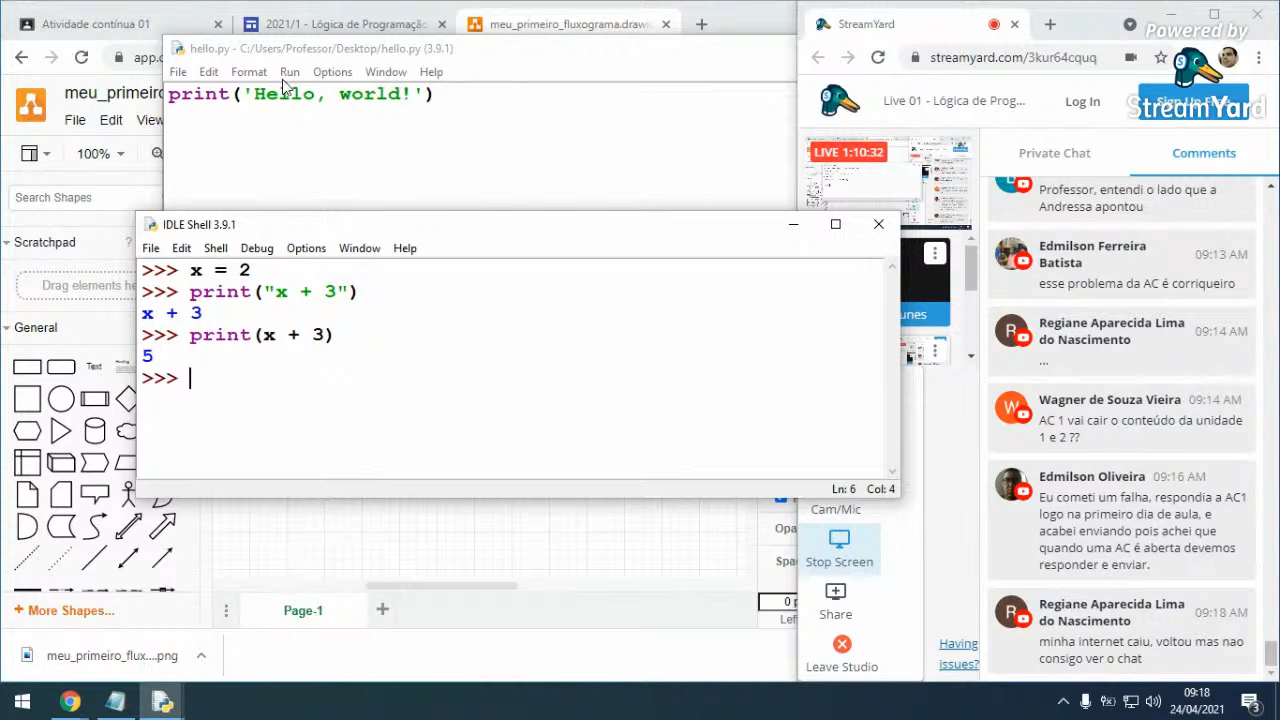 Atividade contínua 01
2021/1 - Lógica de Programação
meu_primeiro_fluxograma.draw
StreamYard
Powered by
StreamYard
hello.py - C:/Users/Professor/Desktop/hello.py (3.9.1)
app.d
streamyard.com/3kur64cquq
File Edit Format Run Options Window Help
print('Hello, world!')
meu_primeiro
File Edit View
Live 01 - Lógica de Prog...
Log In
100%
LIVE 1:10:32
Private Chat
Comments
Search Shapes
Scratchpad
Drag elements he
General
Text
IDLE Shell 3.9.1
File Edit Shell Debug Options Window Help
>>> x = 2
>>> print("x + 3")
x + 3
>>> print(x + 3)
5
>>>
Ln: 6 Col: 4
unes
Professor, entendi o lado que a
Andressa apontou
Edmilson Ferreira
Batista
09:13 AM
esse problema da AC é corriqueiro
R
Regiane Aparecida Lima
do Nascimento
09:14 AM
...
W
Wagner de Souza Vieira 09:14 AM
AC 1 vai cair o conteúdo da unidade
1 e 2 ??
Edmilson Oliveira 09:16 AM
Eu cometi um falha, respondia a AC1
logo na primeiro dia de aula, e
acabei enviando pois achei que
quando uma AC é aberta devemos
responder e enviar.
R
Regiane Aparecida Lima
do Nascimento
09:18 AM
minha internet caiu, voltou mas nao
consigo ver o chat
Cam/Mic
Stop Screen
Share
Leave Studio
Having
issues?
Opa
Spac
0 p
Left
+ More Shapes...
Page-1
meu_primeiro_flux....png
09:18
24/04/2021
3